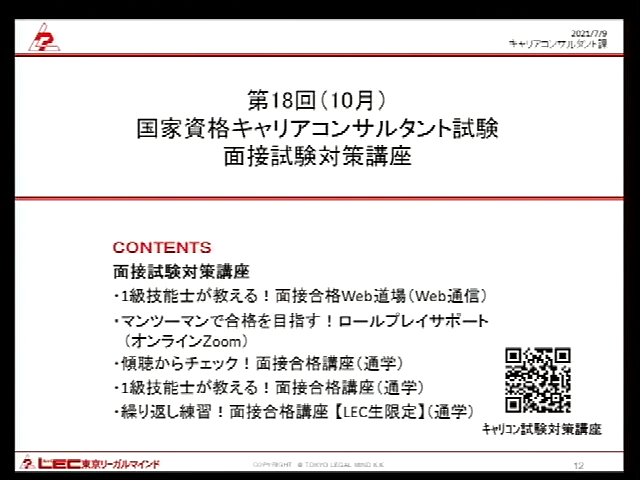 2021/7/9
キャリアコンサルタント課
第18回（10月）
国家資格キャリアコンサルタント試験
面接試験対策講座
CONTENTS
面接試験対策講座
・1級技能士が教える！面接合格Web道場（Web通信）
・マンツーマンで合格を目指す！ロールプレイサポート
（オンラインZoom）
・傾聴からチェック！面接合格講座（通学）
・1級技能士が教える！面接合格講座（通学）
・繰り返し練習！面接合格講座【LEC生限定】（通学）
キャリコン試験対策講座
LEC東京リーガルマインド
COPYRIGHT © TOKYO LEGAL MIND K.K
12